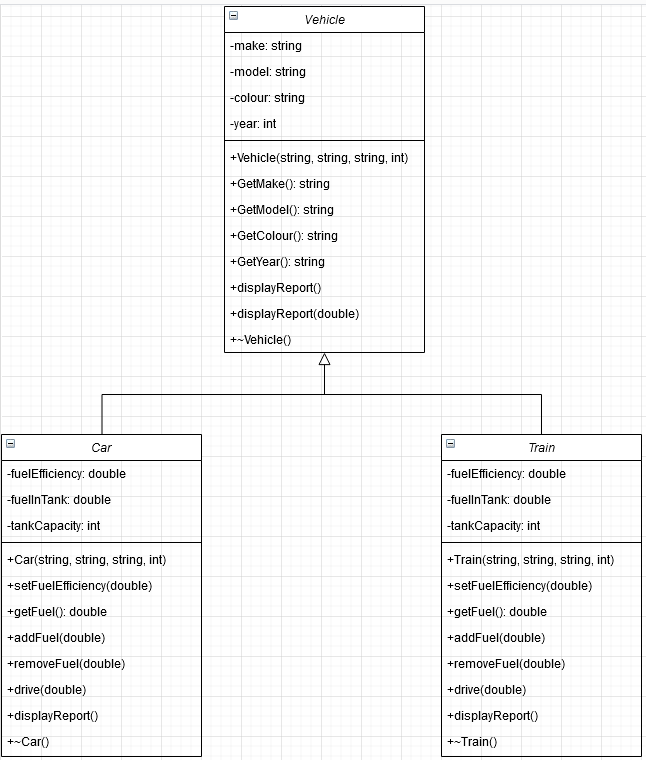 Vehicle
-make: string
-model: string
-colour: string
-year: int
+Vehicle(string, string, string, int)
+GetMake(): string
+GetModel(): string
+GetColour(): string
+GetYear(): string
+displayReport()
+displayReport(double)
+~Vehicle()
Car
-fuelEfficiency: double
-fuelInTank: double
-tankCapacity: int
+Car(string, string, string, int)
+setFuelEfficiency(double)
+getFuel(): double
+addFuel(double)
+removeFuel(double)
+drive(double)
+displayReport()
+~Car()
Train
-fuelEfficiency: double
-fuelInTank: double
-tankCapacity: int
+Train(string, string, string, int)
+setFuelEfficiency(double)
+getFuel(): double
+addFuel(double)
+removeFuel(double)
+drive(double)
+displayReport()
+~Train()